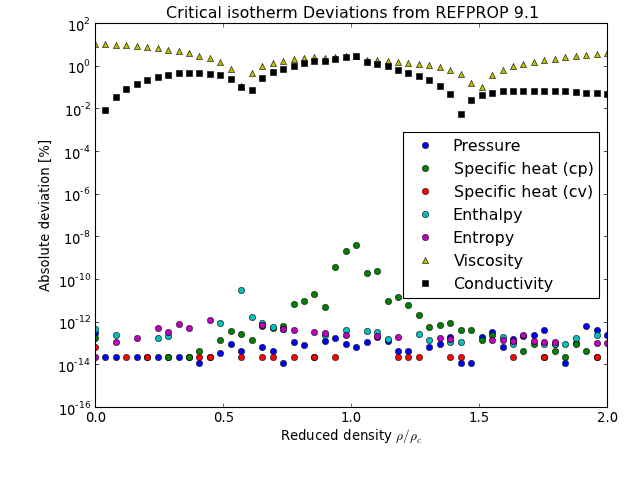 Critical isotherm Deviations from REFPROP 9.1
Absolute deviation [%]
10^2
10^0
10^-2
10^-4
10^-6
10^-8
10^-10
10^-12
10^-14
10^-16
Pressure
Specific heat (cp)
Specific heat (cv)
Enthalpy
Entropy
Viscosity
Conductivity
0.0 0.5 1.0 1.5 2.0
Reduced density ρ/ρ_c